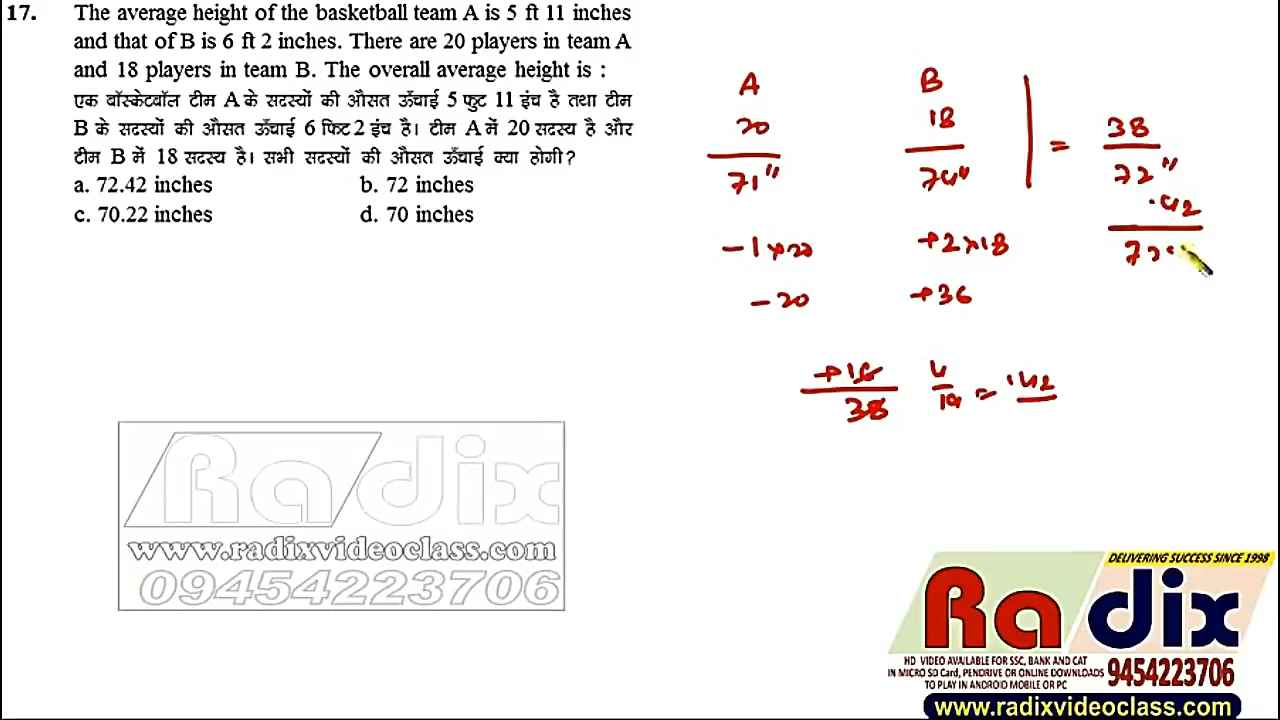 17. The average height of the basketball team A is 5 ft 11 inches
and that of B is 6 ft 2 inches. There are 20 players in team A
and 18 players in team B. The overall average height is :
एक बॉस्केटबॉल टीम A के सदस्यों की औसत ऊँचाई 5 फुट 11 इंच है तथा टीम
B के सदस्यों की औसत ऊँचाई 6 फिट 2 इंच है। टीम A में 20 सदस्य है और
टीम B में 18 सदस्य है। सभी सदस्यों की औसत ऊँचाई क्या होगी?
a. 72.42 inches b. 72 inches
c. 70.22 inches d. 70 inches
A B
20 18 = 38
71" 74" 72"
.42
-1×20 +2×18
-20 +36
+16 4 = .42
38 19
Radix
www.radixvideoclass.com
09454223706
DELIVERING SUCCESS SINCE 1998
Radix
HD VIDEO AVAILABLE FOR SSC, BANK AND CAT
IN MICRO SD Card, PENDRIVE OR ONLINE DOWNLOADS
TO PLAY IN ANDROID MOBILE OR PC
9454223706
www.radixvideoclass.com